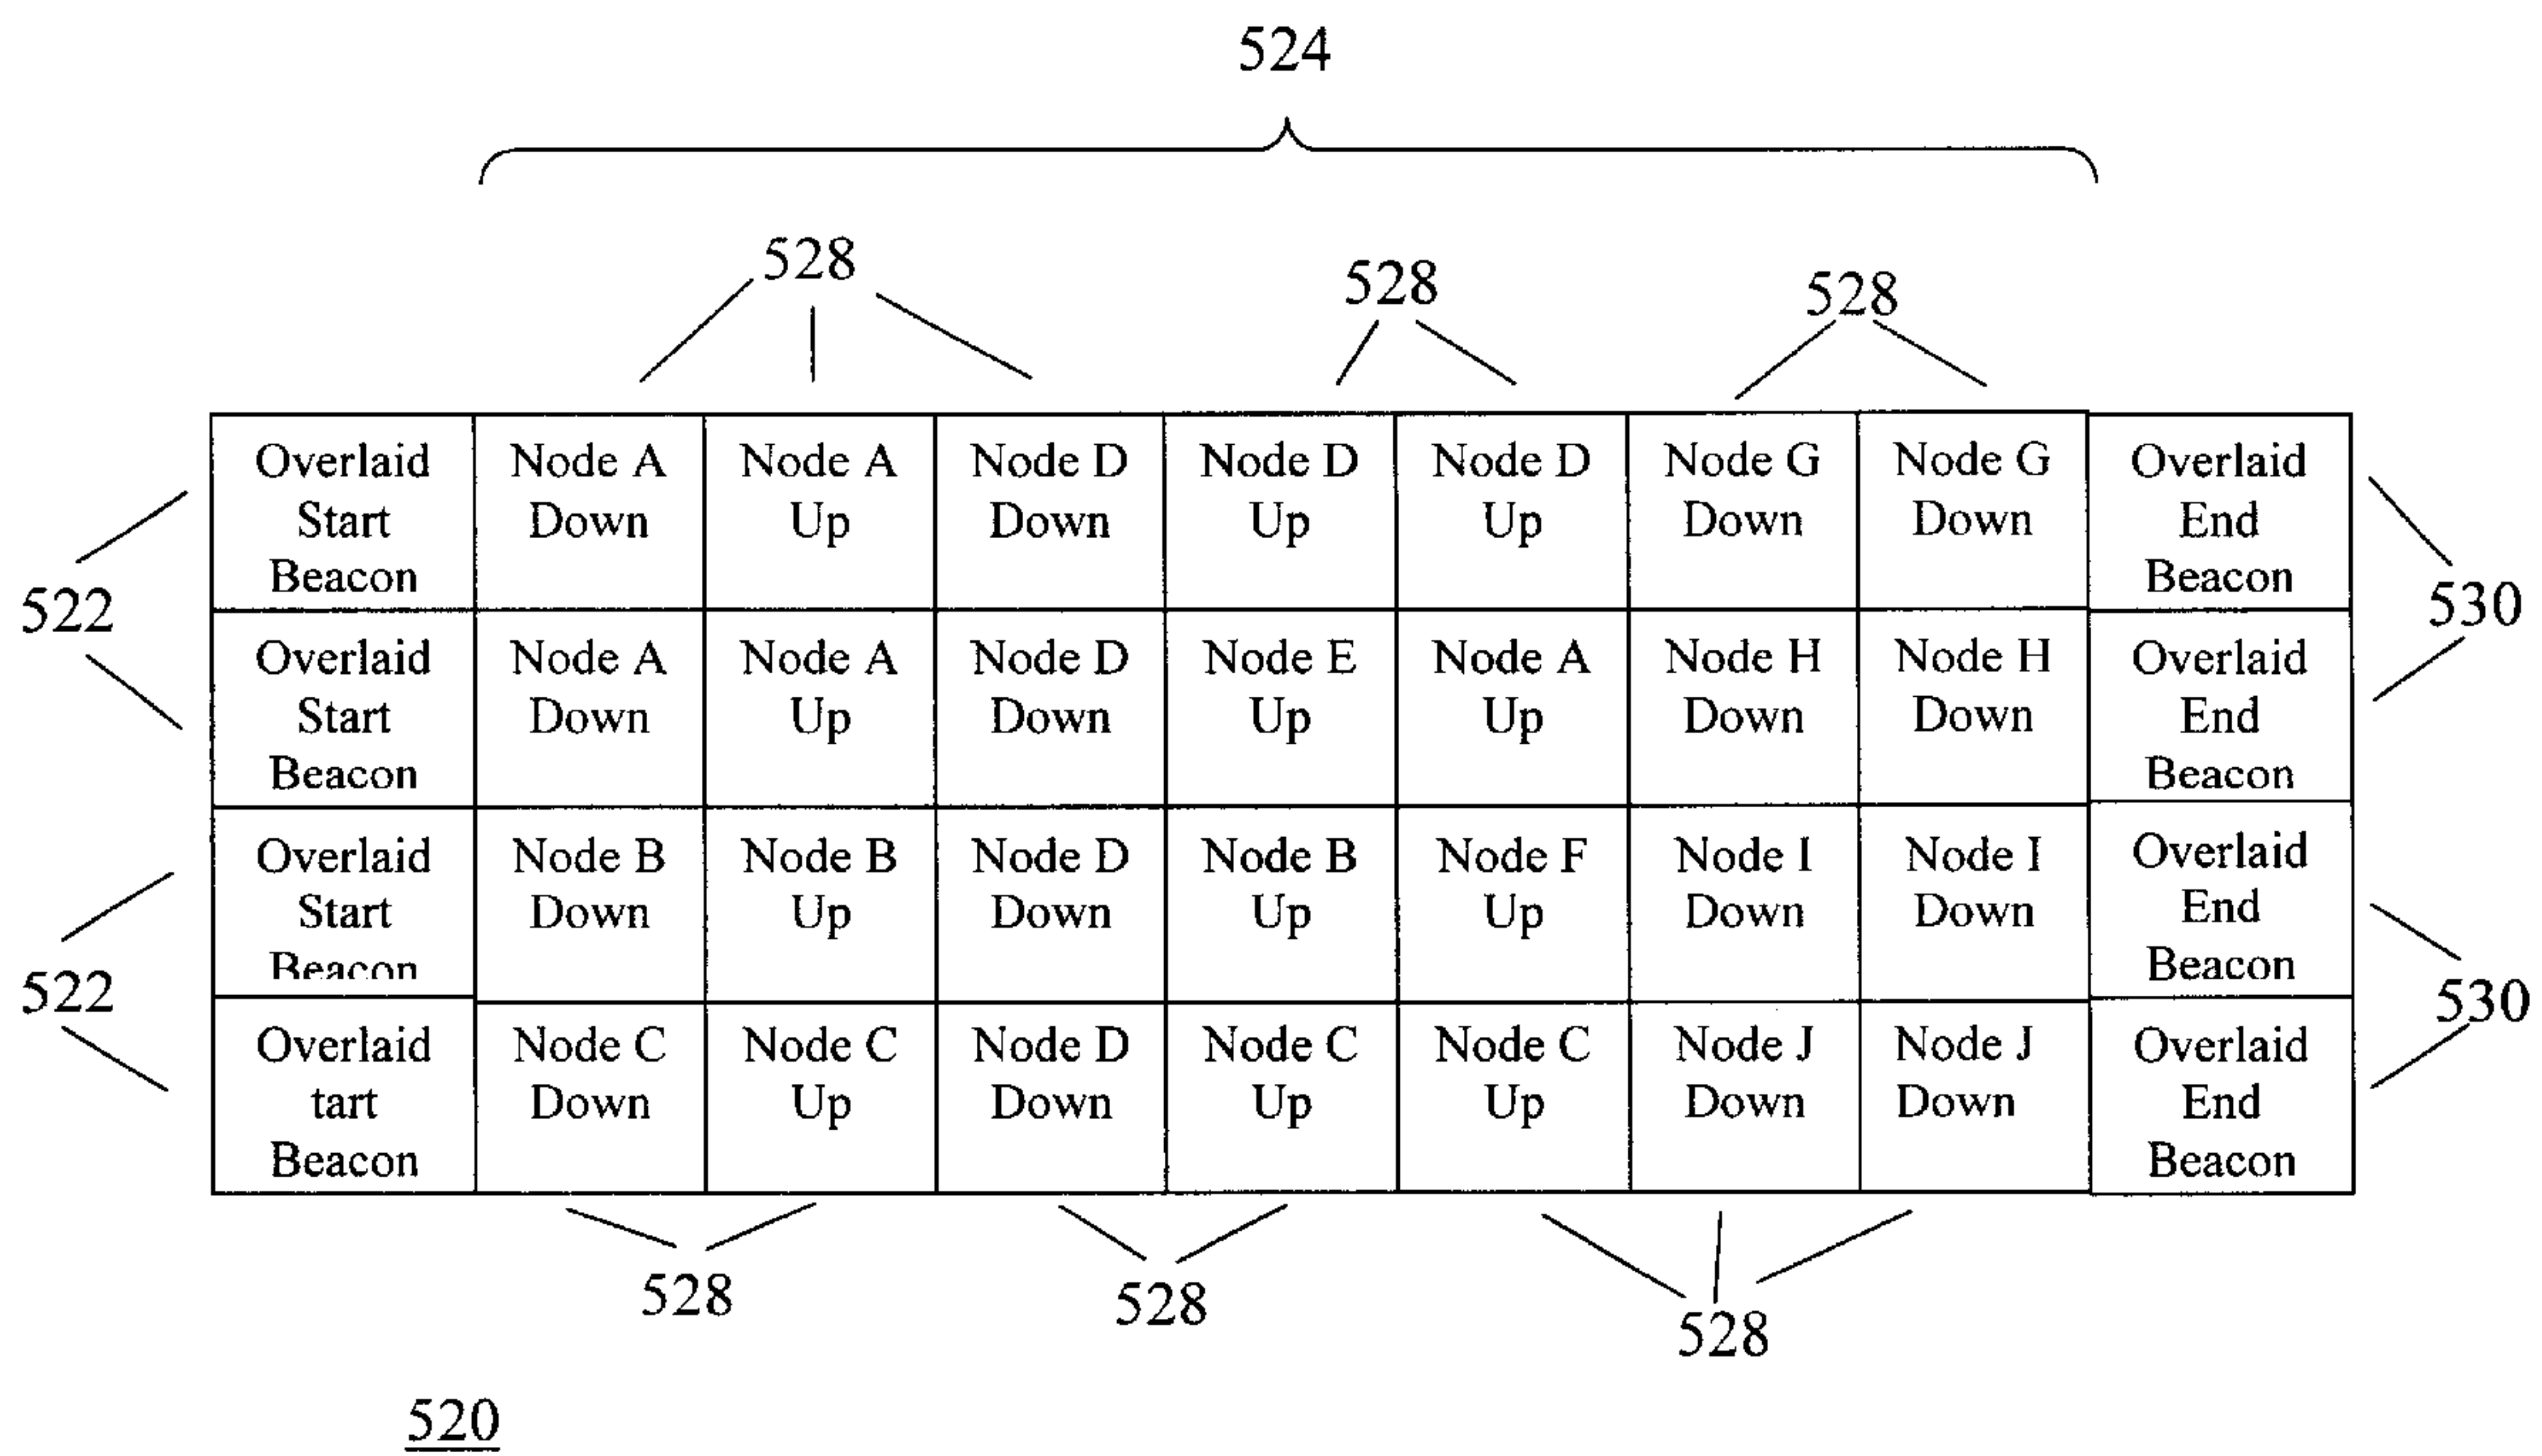 524
528
528
528
Overlaid Start Beacon
Node A Down
Node A Up
Node D Down
Node D Up
Node D Up
Node G Down
Node G Down
Overlaid End Beacon
522
530
Overlaid Start Beacon
Node A Down
Node A Up
Node D Down
Node E Up
Node A Up
Node H Down
Node H Down
Overlaid End Beacon
Overlaid Start Beacon
Node B Down
Node B Up
Node D Down
Node B Up
Node F Up
Node I Down
Node I Down
Overlaid End Beacon
522
530
Overlaid tart Beacon
Node C Down
Node C Up
Node D Down
Node C Up
Node C Up
Node J Down
Node J Down
Overlaid End Beacon
528
528
528
520